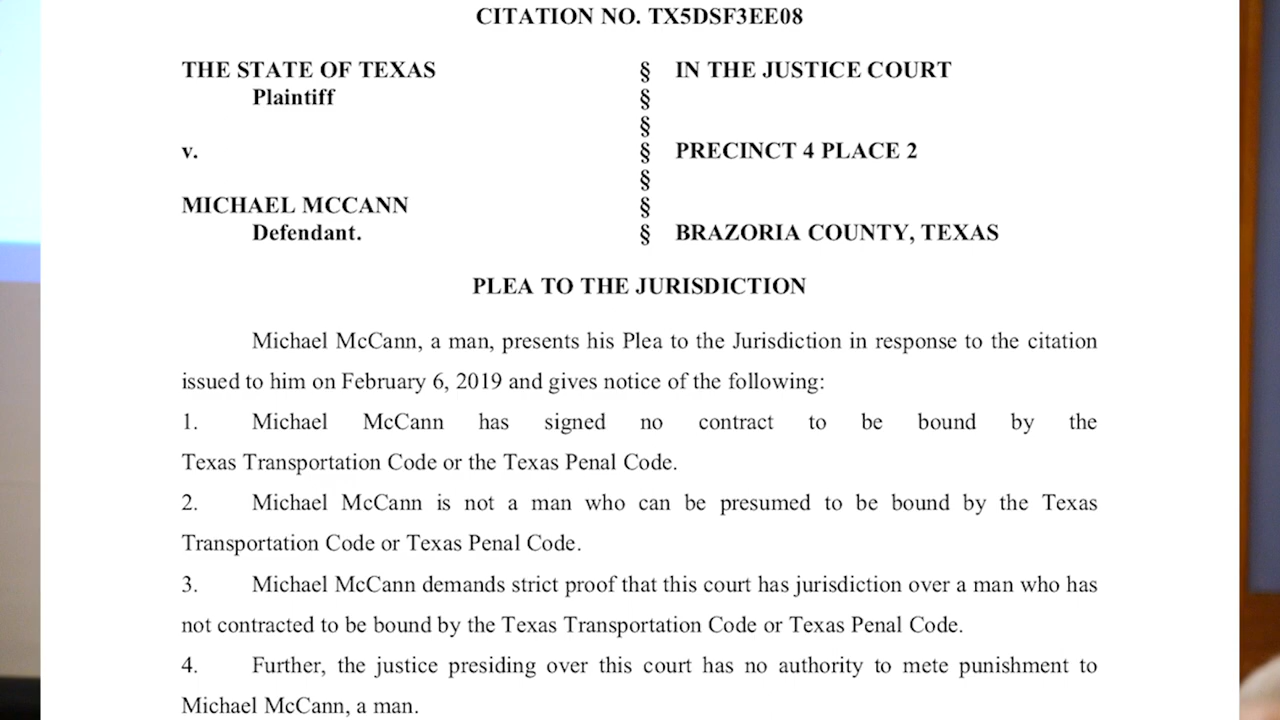 CITATION NO. TX5DSF3EE08
THE STATE OF TEXAS § IN THE JUSTICE COURT
Plaintiff §
§
v. § PRECINCT 4 PLACE 2
§
MICHAEL MCCANN §
Defendant. § BRAZORIA COUNTY, TEXAS
PLEA TO THE JURISDICTION
Michael McCann, a man, presents his Plea to the Jurisdiction in response to the citation
issued to him on February 6, 2019 and gives notice of the following:
1. Michael McCann has signed no contract to be bound by the
Texas Transportation Code or the Texas Penal Code.
2. Michael McCann is not a man who can be presumed to be bound by the Texas
Transportation Code or Texas Penal Code.
3. Michael McCann demands strict proof that this court has jurisdiction over a man who has
not contracted to be bound by the Texas Transportation Code or Texas Penal Code.
4. Further, the justice presiding over this court has no authority to mete punishment to
Michael McCann, a man.